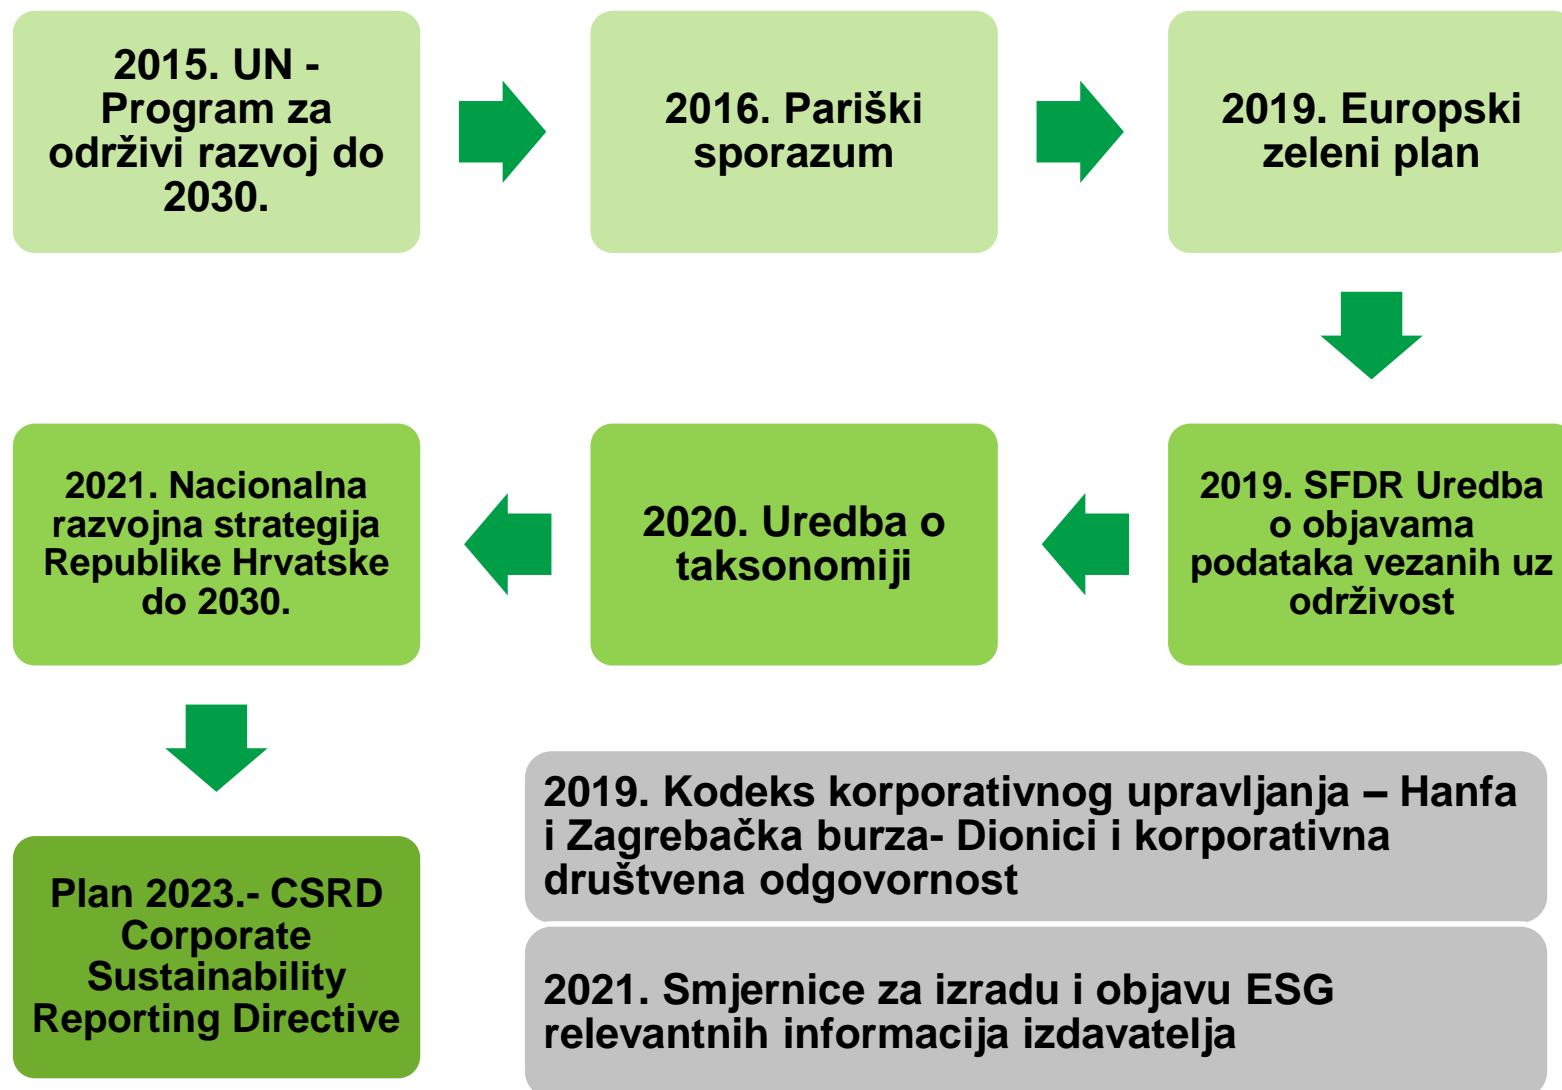 2015. UN -
Program za
održivi razvoj do
2030.
2016. Pariški
sporazum
2019. Europski
zeleni plan
2019. SFDR Uredba
o objavama
podataka vezanih uz
održivost
2020. Uredba o
taksonomiji
2021. Nacionalna
razvojna strategija
Republike Hrvatske
do 2030.
Plan 2023.- CSRD
Corporate
Sustainability
Reporting Directive
2019. Kodeks korporativnog upravljanja – Hanfa
i Zagrebačka burza- Dionici i korporativna
društvena odgovornost
2021. Smjernice za izradu i objavu ESG
relevantnih informacija izdavatelja